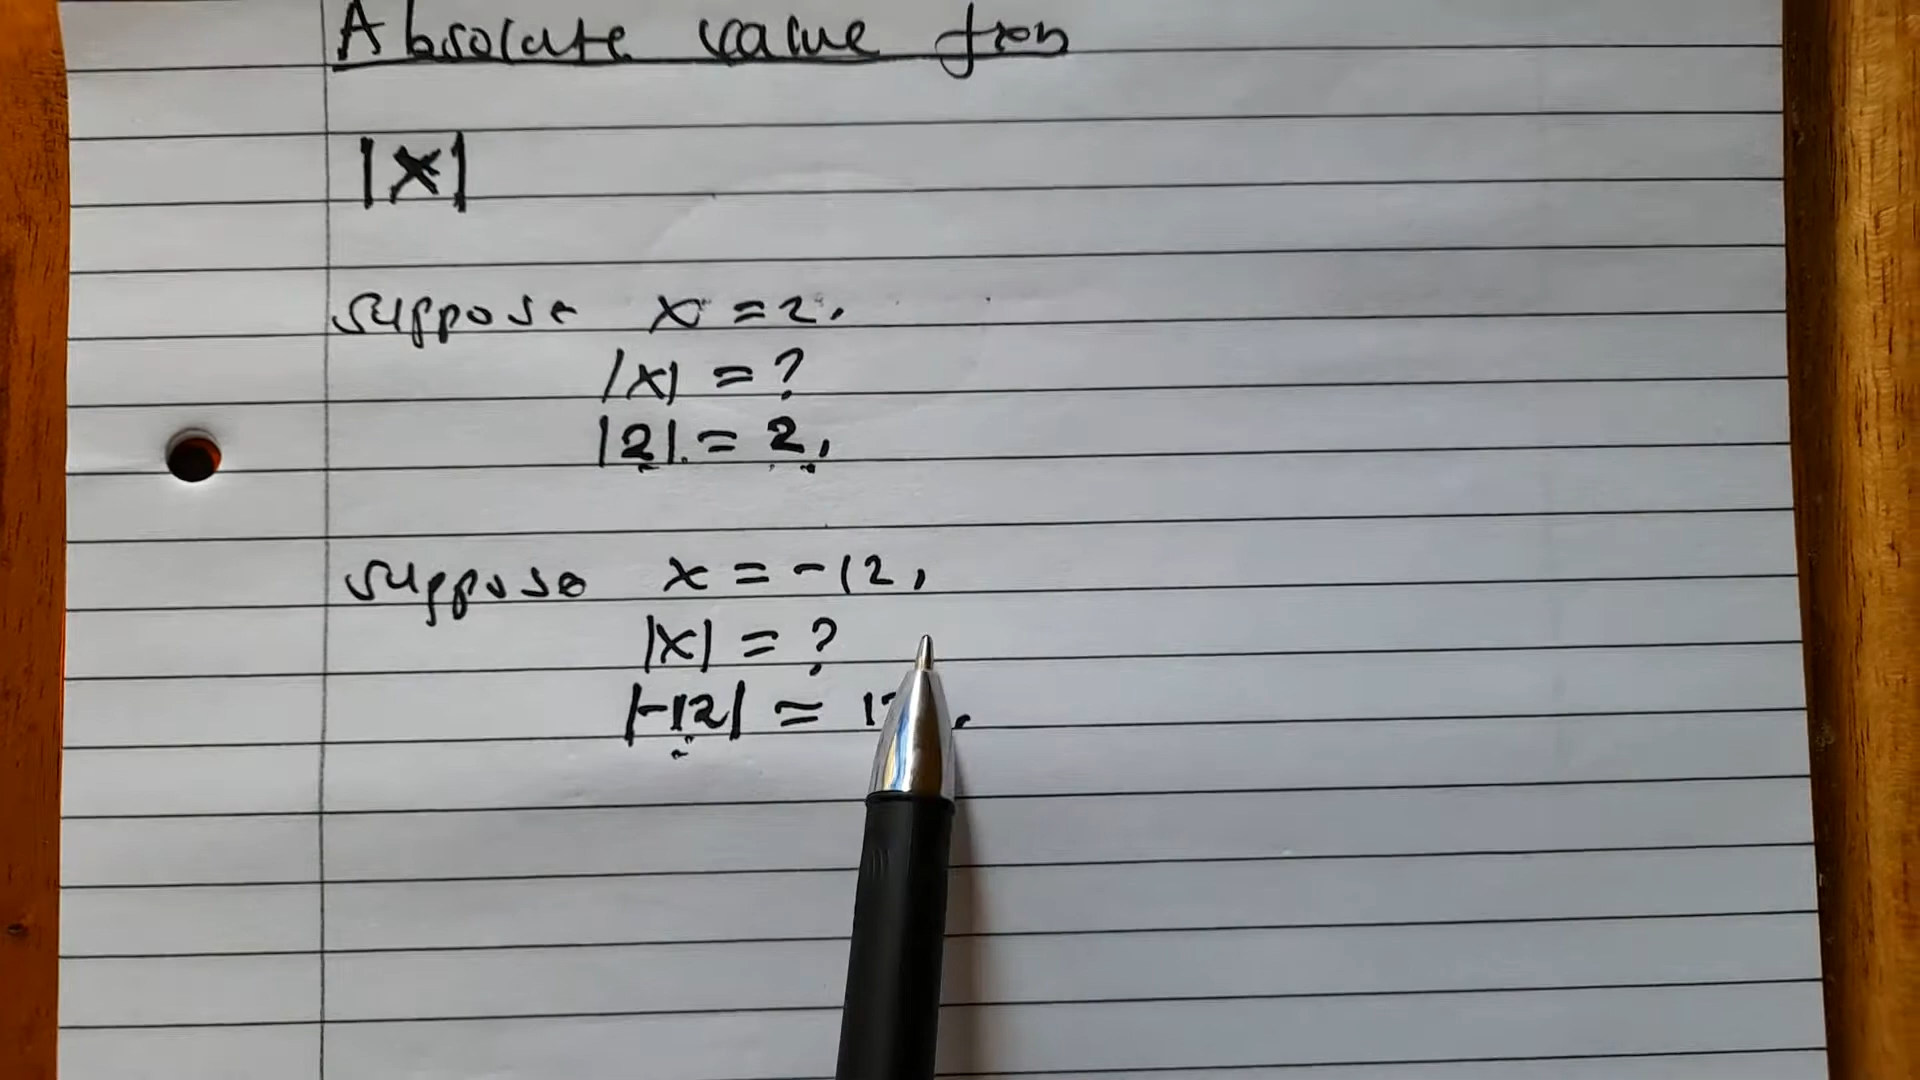 Absolute value fxn
|x|
Suppose x = 2.
|x| = ?
|2|. = 2,
Suppose x = -12,
|x| = ?
|-12| =